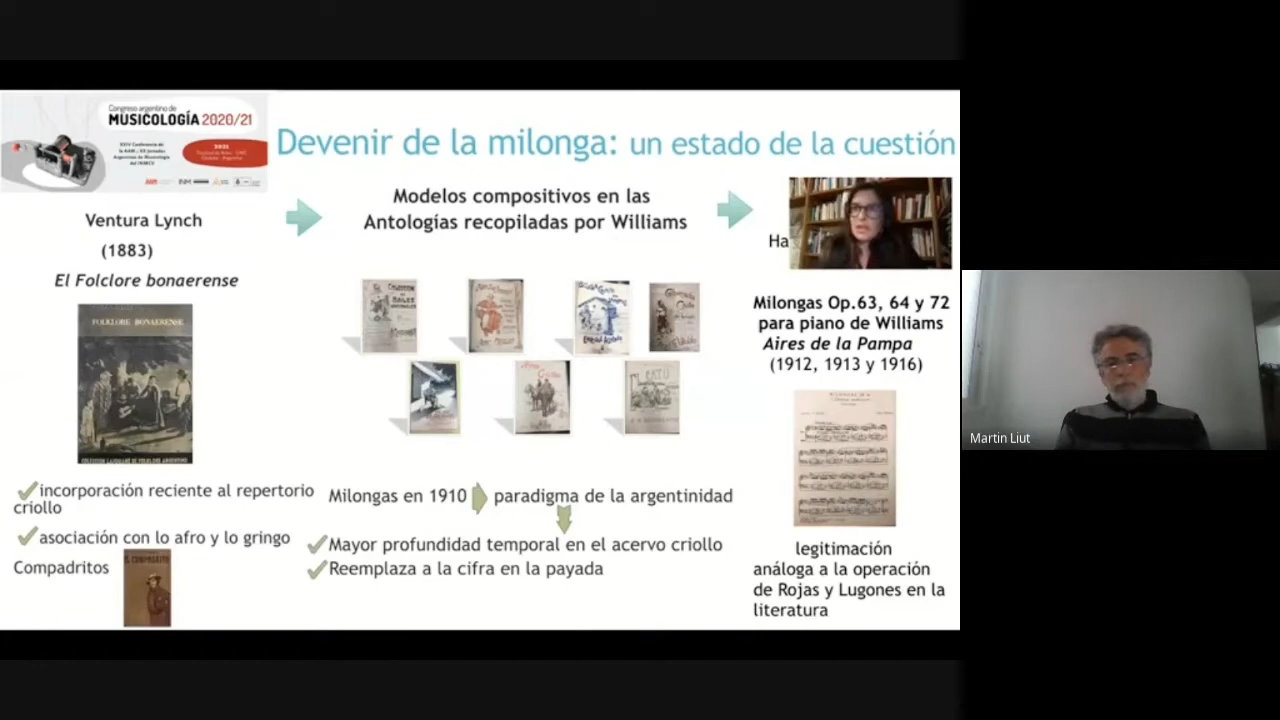 Congreso argentino de
MUSICOLOGÍA 2020/21
Devenir de la milonga: un estado de la cuestión
Ventura Lynch
(1883)
El Folclore bonaerense
FOLKLORE BONAERENSE
incorporación reciente al repertorio
criollo
asociación con lo afro y lo gringo
Compadritos
EL COMPADRITO
Modelos compositivos en las
Antologías recopiladas por Williams
Milongas en 1910
paradigma de la argentinidad
Mayor profundidad temporal en el acervo criollo
Reemplaza a la cifra en la payada
Ha
Milongas Op.63, 64 y 72
para piano de Williams
Aires de la Pampa
(1912, 1913 y 1916)
legitimación
análoga a la operación
de Rojas y Lugones en la
literatura
Martin Liut